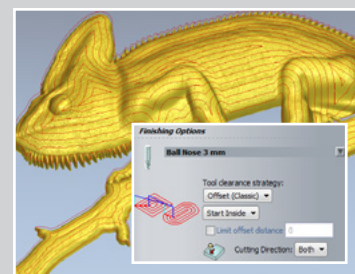 Finishing Options
Ball Nose 3 mm
Tool clearance strategy:
Offset (Classic)
Start Inside
Limit offset distance 0
Cutting Direction: Both